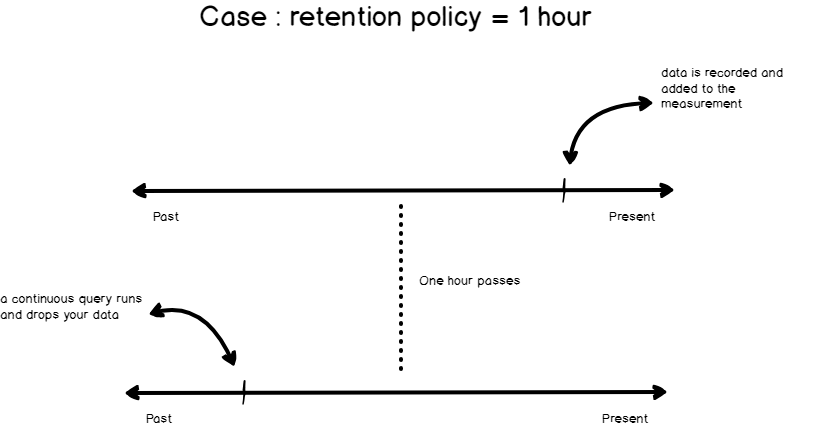 Case : retention policy = 1 hour
data is recorded and
added to the
measurement
Past
Present
One hour passes
a continuous query runs
and drops your data
Past
Present